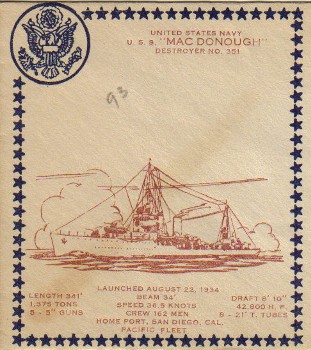 UNITED STATES NAVY
U. S. S. "MAC DONOUGH"
DESTROYER NO. 351
93
LAUNCHED AUGUST 22, 1934
LENGTH 341' BEAM 34' DRAFT 8' 10"
1,375 TONS SPEED 36.5 KNOTS 42,800 H. P.
5 - 5" GUNS CREW 162 MEN 8 - 21" T. TUBES
HOME PORT, SAN DIEGO, CAL.
PACIFIC FLEET